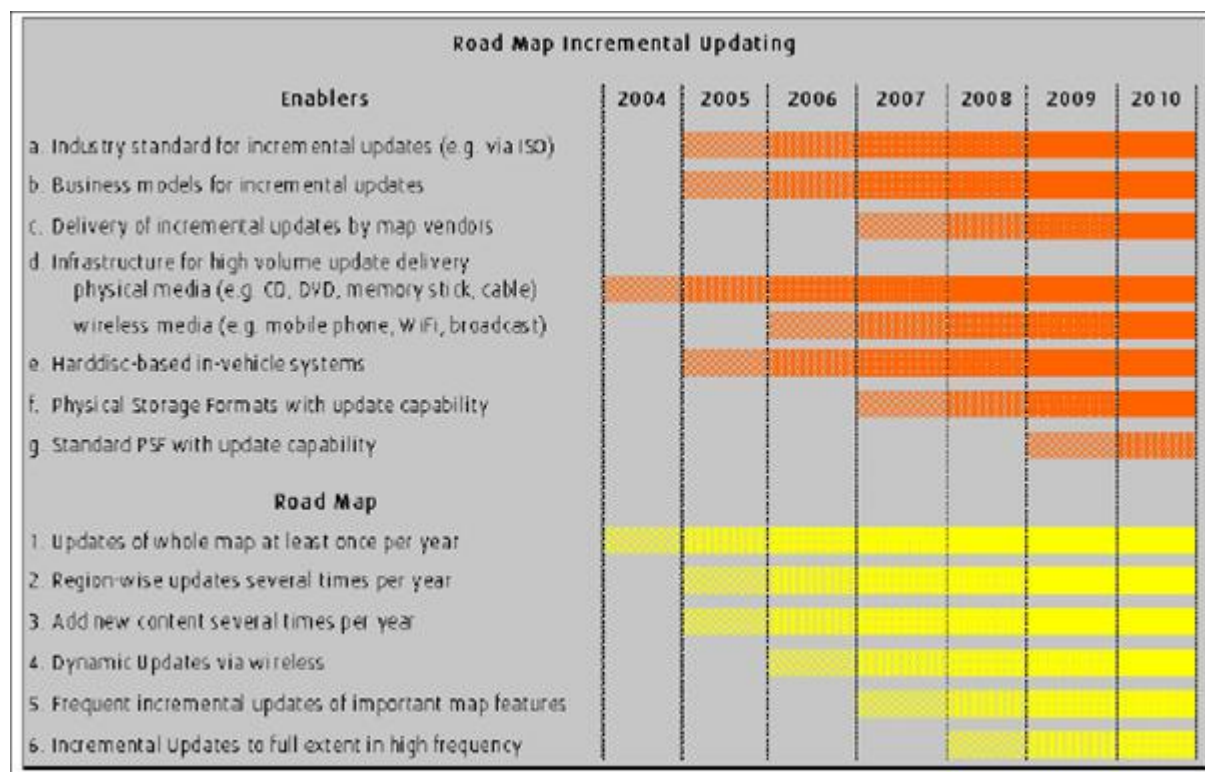 Road Map Incremental Updating
Enablers 2004 2005 2006 2007 2008 2009 2010
a. Industry standard for incremental updates (e.g. via ISO)
b. Business models for incremental updates
c. Delivery of incremental updates by map vendors
d. Infrastructure for high volume update delivery
physical media (e.g. CD, DVD, memory stick, cable)
wireless media (e.g. mobile phone, WiFi, broadcast)
e. Harddisc-based in-vehicle systems
f. Physical Storage Formats with update capability
g. Standard PSF with update capability
Road Map
1. Updates of whole map at least once per year
2. Region-wise updates several times per year
3. Add new content several times per year
4. Dynamic Updates via wireless
5. Frequent incremental updates of important map features
6. Incremental Updates to full extent in high frequency